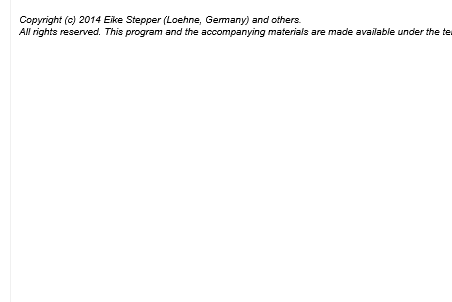 Copyright (c) 2014 Eike Stepper (Loehne, Germany) and others.
All rights reserved. This program and the accompanying materials are made available under the